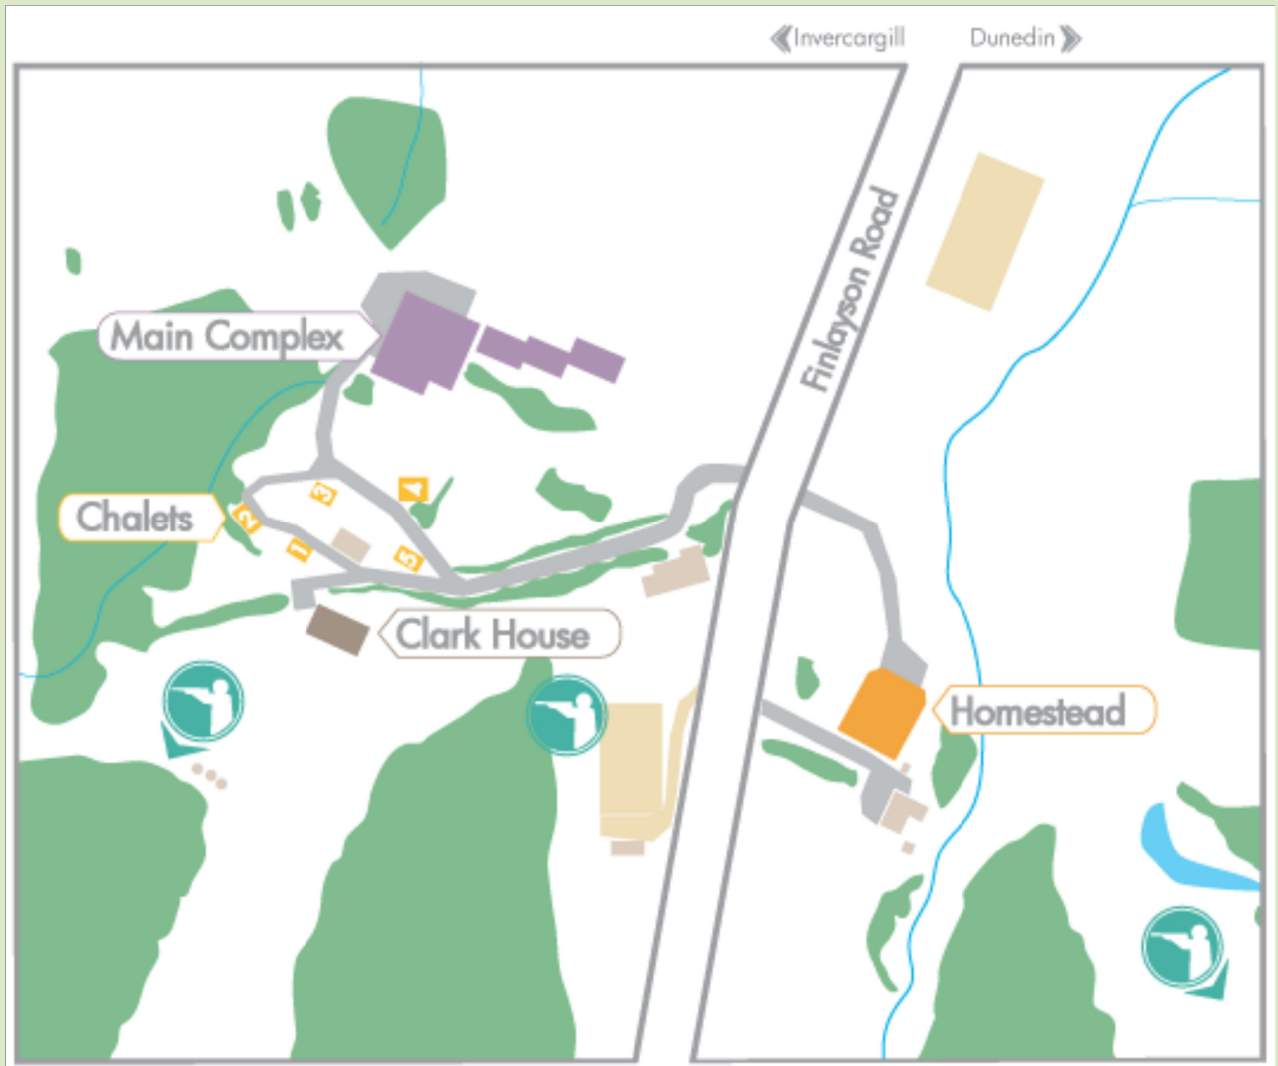 Invercargill
Dunedin
Finlayson Road
Main Complex
Chalets
3
4
2
1
5
Clark House
Homestead